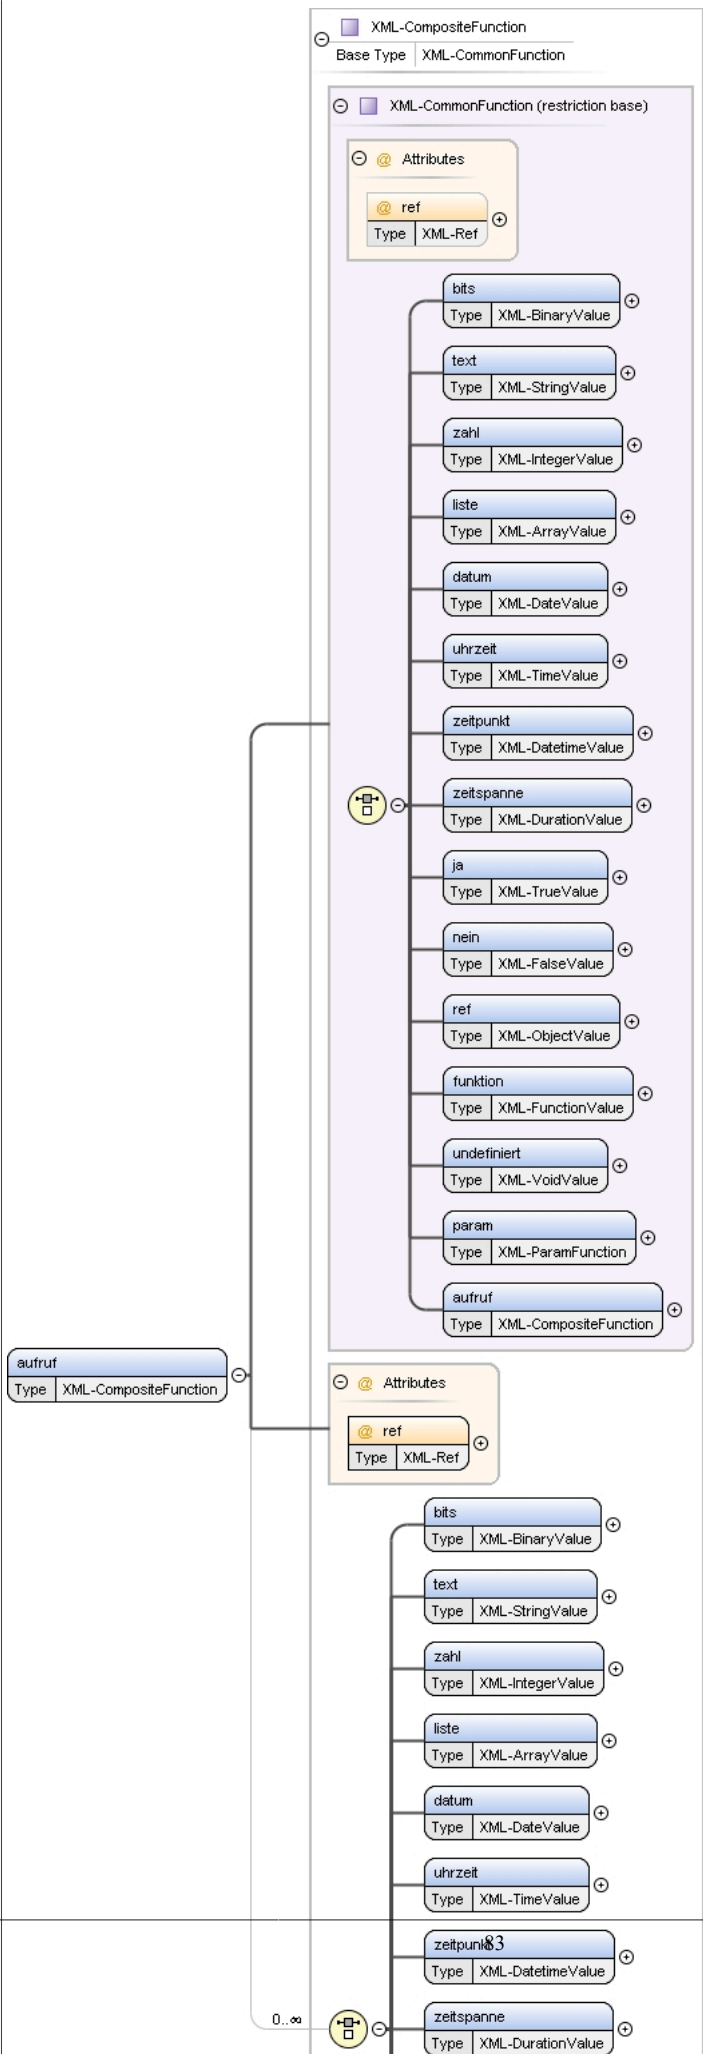 XML-CompositeFunction
Base Type XML-CommonFunction
XML-CommonFunction (restriction base)
@ Attributes
@ ref
Type XML-Ref
bits
Type XML-BinaryValue
text
Type XML-StringValue
zahl
Type XML-IntegerValue
liste
Type XML-ArrayValue
datum
Type XML-DateValue
uhrzeit
Type XML-TimeValue
zeitpunkt
Type XML-DatetimeValue
zeitspanne
Type XML-DurationValue
ja
Type XML-TrueValue
nein
Type XML-FalseValue
ref
Type XML-ObjectValue
funktion
Type XML-FunctionValue
undefiniert
Type XML-VoidValue
param
Type XML-ParamFunction
aufruf
Type XML-CompositeFunction
aufruf
Type XML-CompositeFunction
@ Attributes
@ ref
Type XML-Ref
bits
Type XML-BinaryValue
text
Type XML-StringValue
zahl
Type XML-IntegerValue
liste
Type XML-ArrayValue
datum
Type XML-DateValue
uhrzeit
Type XML-TimeValue
zeitpunkt
83
Type XML-DatetimeValue
0..∞
zeitspanne
Type XML-DurationValue